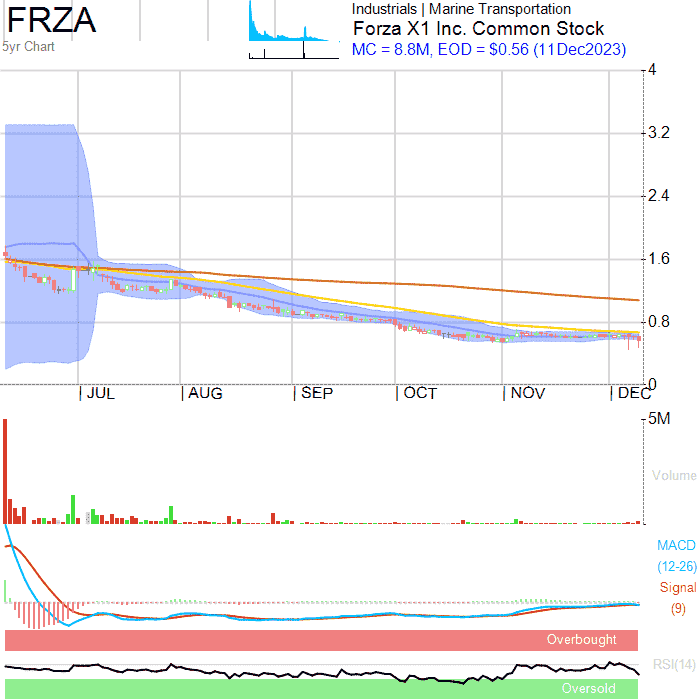 FRZA
Industrials | Marine Transportation
Forza X1 Inc. Common Stock
5yr Chart
MC = 8.8M, EOD = $0.56 (11Dec2023)
4
3.2
2.4
1.6
0.8
0
JUL
AUG
SEP
OCT
NOV
DEC
5M
Volume
MACD
(12-26)
Signal
(9)
Overbought
RSI(14)
Oversold